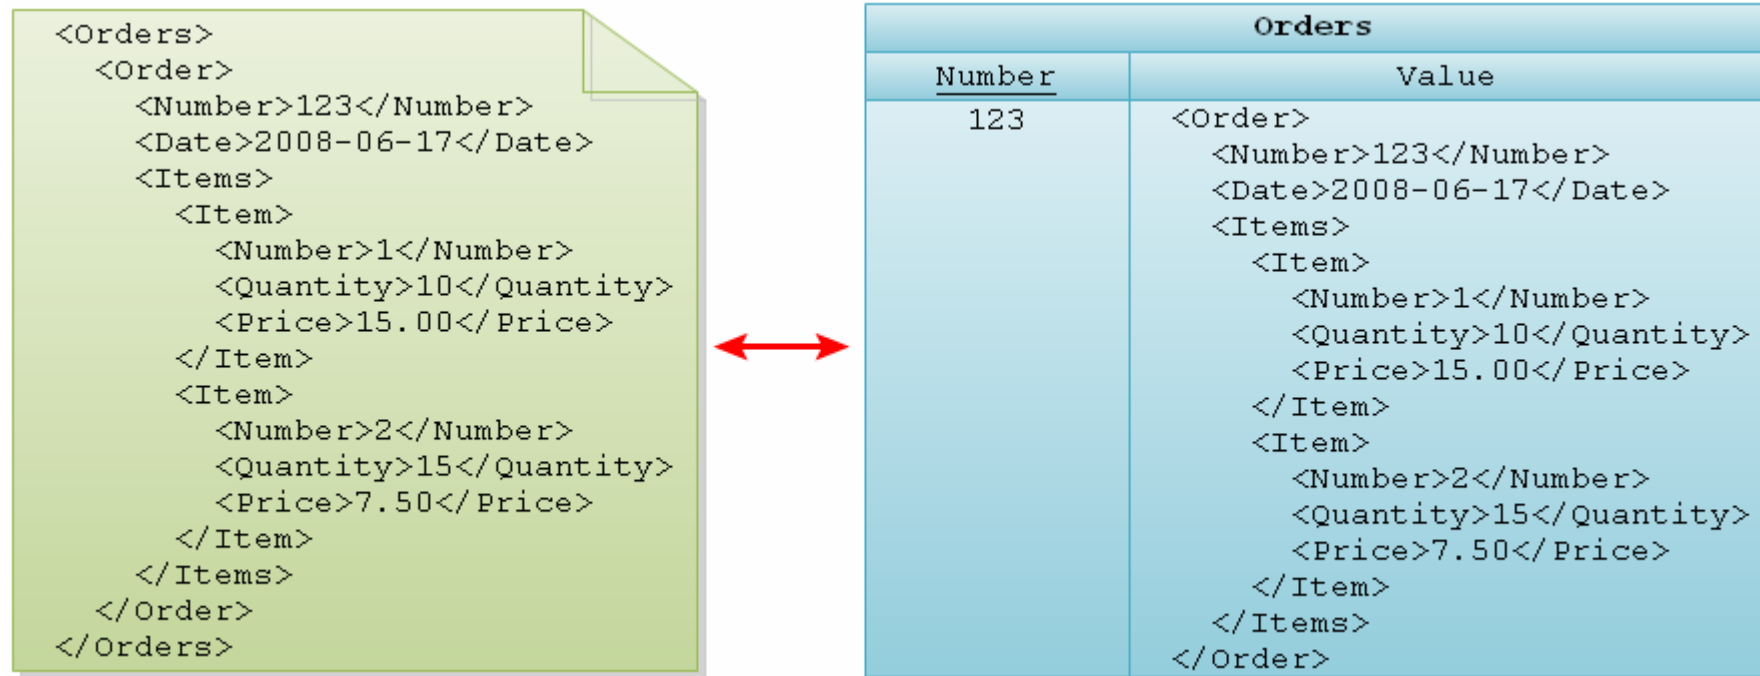 <Orders>
  <Order>
    <Number>123</Number>
    <Date>2008-06-17</Date>
    <Items>
      <Item>
        <Number>1</Number>
        <Quantity>10</Quantity>
        <Price>15.00</Price>
      </Item>
      <Item>
        <Number>2</Number>
        <Quantity>15</Quantity>
        <Price>7.50</Price>
      </Item>
    </Items>
  </Order>
</Orders>
Orders
Number Value
123 <Order>
  <Number>123</Number>
  <Date>2008-06-17</Date>
  <Items>
    <Item>
      <Number>1</Number>
      <Quantity>10</Quantity>
      <Price>15.00</Price>
    </Item>
    <Item>
      <Number>2</Number>
      <Quantity>15</Quantity>
      <Price>7.50</Price>
    </Item>
  </Items>
</Order>